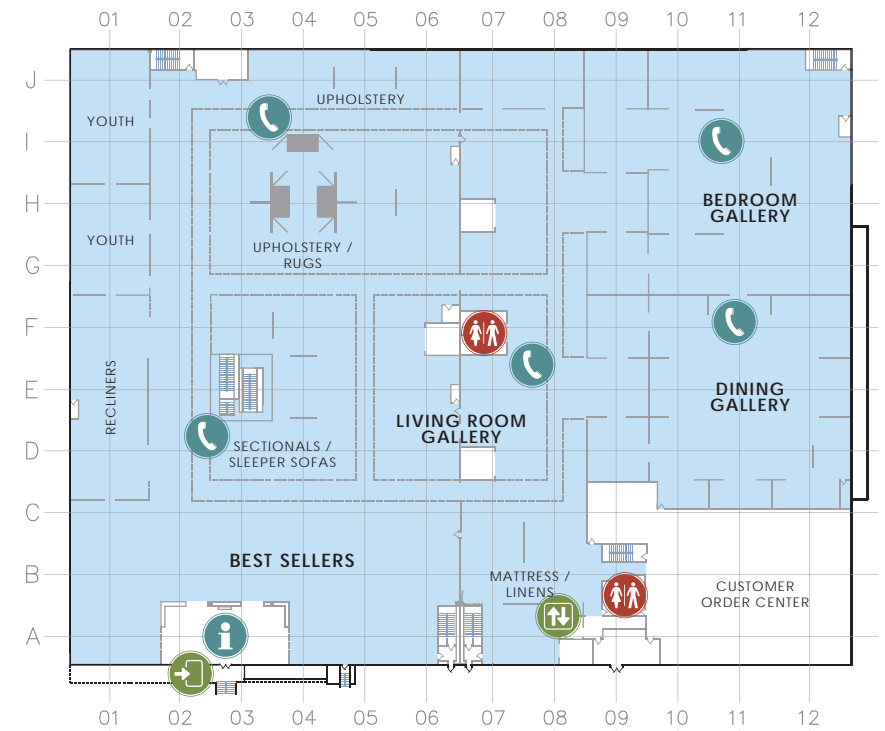 01 02 03 04 05 06 07 08 09 10 11 12
J
UPHOLSTERY
YOUTH
I
H
BEDROOM
GALLERY
YOUTH
UPHOLSTERY /
RUGS
G
F
E
RECLINERS
DINING
GALLERY
LIVING ROOM
GALLERY
D
SECTIONALS /
SLEEPER SOFAS
C
BEST SELLERS
B
MATTRESS /
LINENS
CUSTOMER
ORDER CENTER
A
i
01 02 03 04 05 06 07 08 09 10 11 12